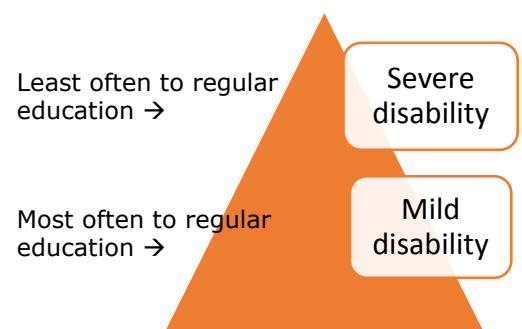 Least often to regular
education →
Severe
disability
Most often to regular
education →
Mild
disability